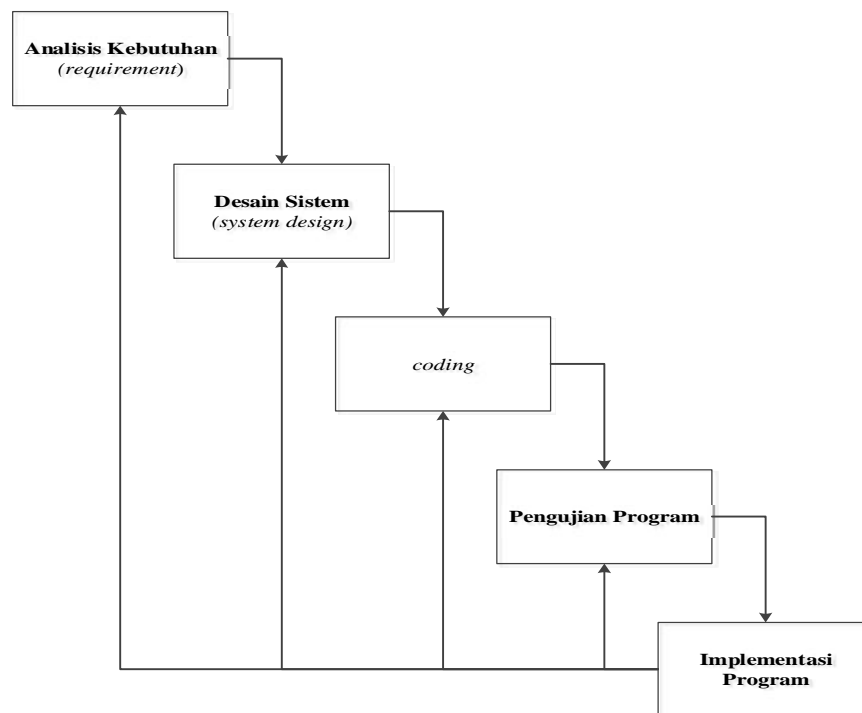 Analisis Kebutuhan
(requirement)
Desain Sistem
(system design)
coding
Pengujian Program
Implementasi
Program